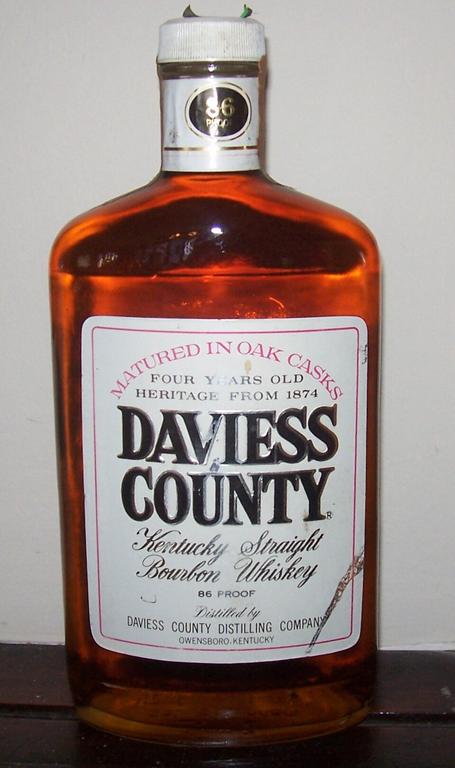 86
PROOF
MATURED IN OAK CASKS
FOUR YEARS OLD
HERITAGE FROM 1874
DAVIESS
COUNTY
R
Kentucky Straight
Bourbon Whiskey
86 PROOF
Distilled by
DAVIESS COUNTY DISTILLING COMPANY
OWENSBORO-KENTUCKY